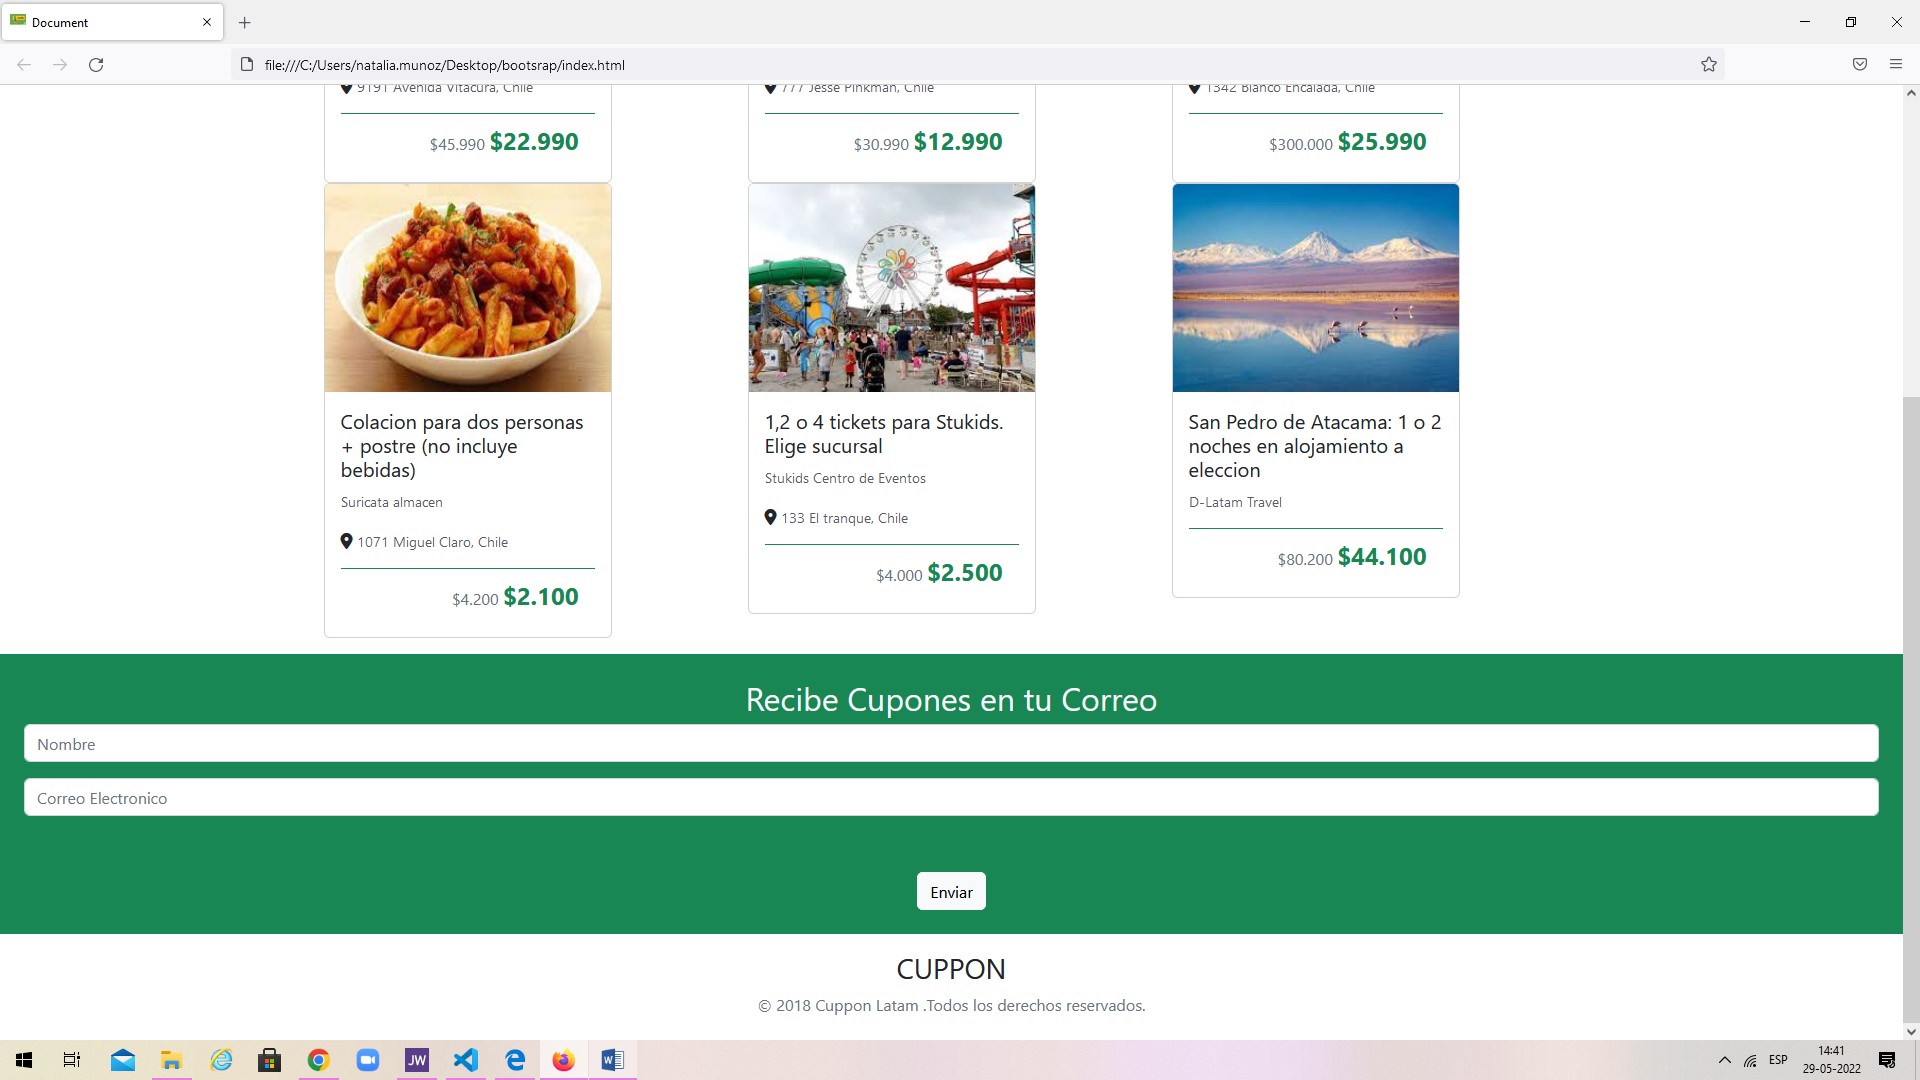 Document
file:///C:/Users/natalia.munoz/Desktop/bootsrap/index.html
9191 Avenida Vitacura, Chile
$45.990 $22.990
777 Jesse Pinkman, Chile
$30.990 $12.990
1342 Blanco Encalada, Chile
$300.000 $25.990
Colacion para dos personas
+ postre (no incluye
bebidas)
Suricata almacen
1071 Miguel Claro, Chile
$4.200 $2.100
1,2 o 4 tickets para Stukids.
Elige sucursal
Stukids Centro de Eventos
133 El tranque, Chile
$4.000 $2.500
San Pedro de Atacama: 1 o 2
noches en alojamiento a
eleccion
D-Latam Travel
$80.200 $44.100
Recibe Cupones en tu Correo
Nombre
Correo Electronico
Enviar
CUPPON
© 2018 Cuppon Latam .Todos los derechos reservados.
JW
ESP
14:41
29-05-2022